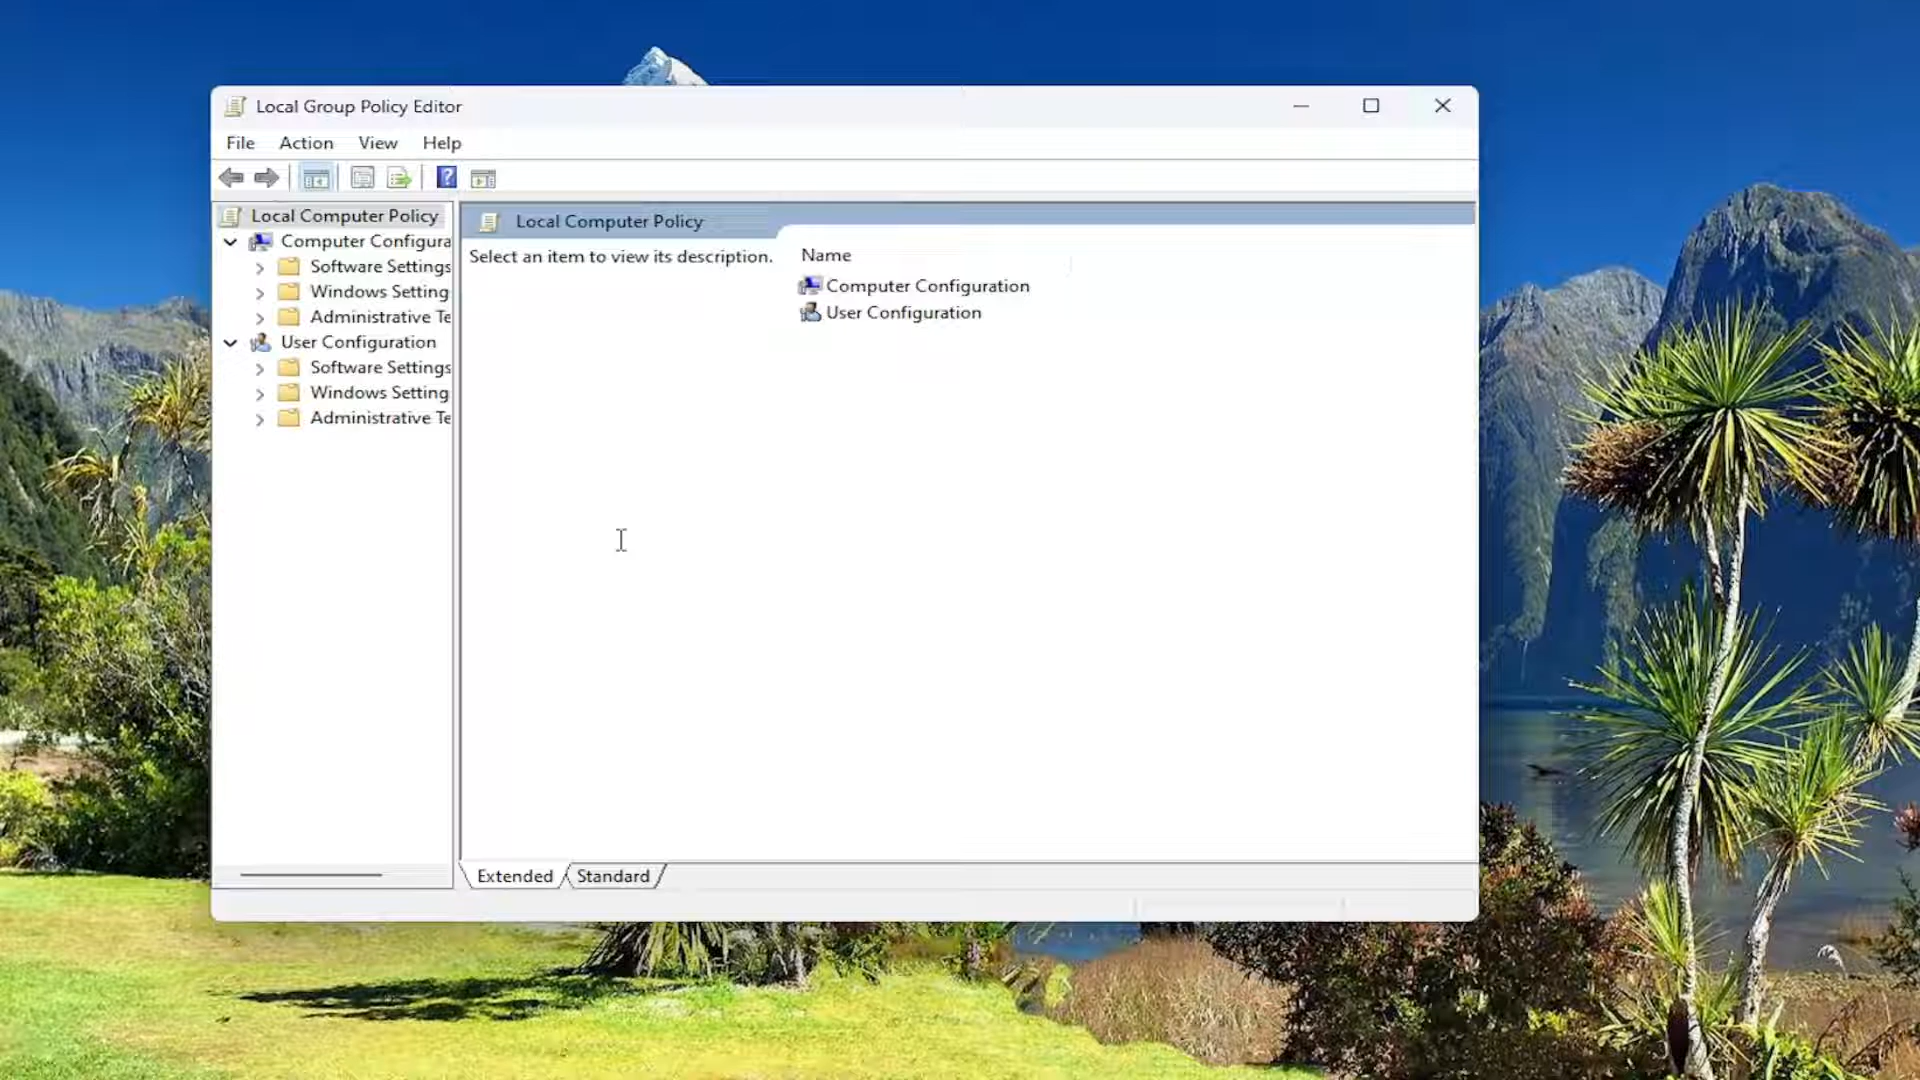 Local Group Policy Editor
File Action View Help
Local Computer Policy
Computer Configura
Software Settings
Windows Setting
Administrative Te
User Configuration
Software Settings
Windows Setting
Administrative Te
Local Computer Policy
Select an item to view its description.
Name
Computer Configuration
User Configuration
Extended Standard